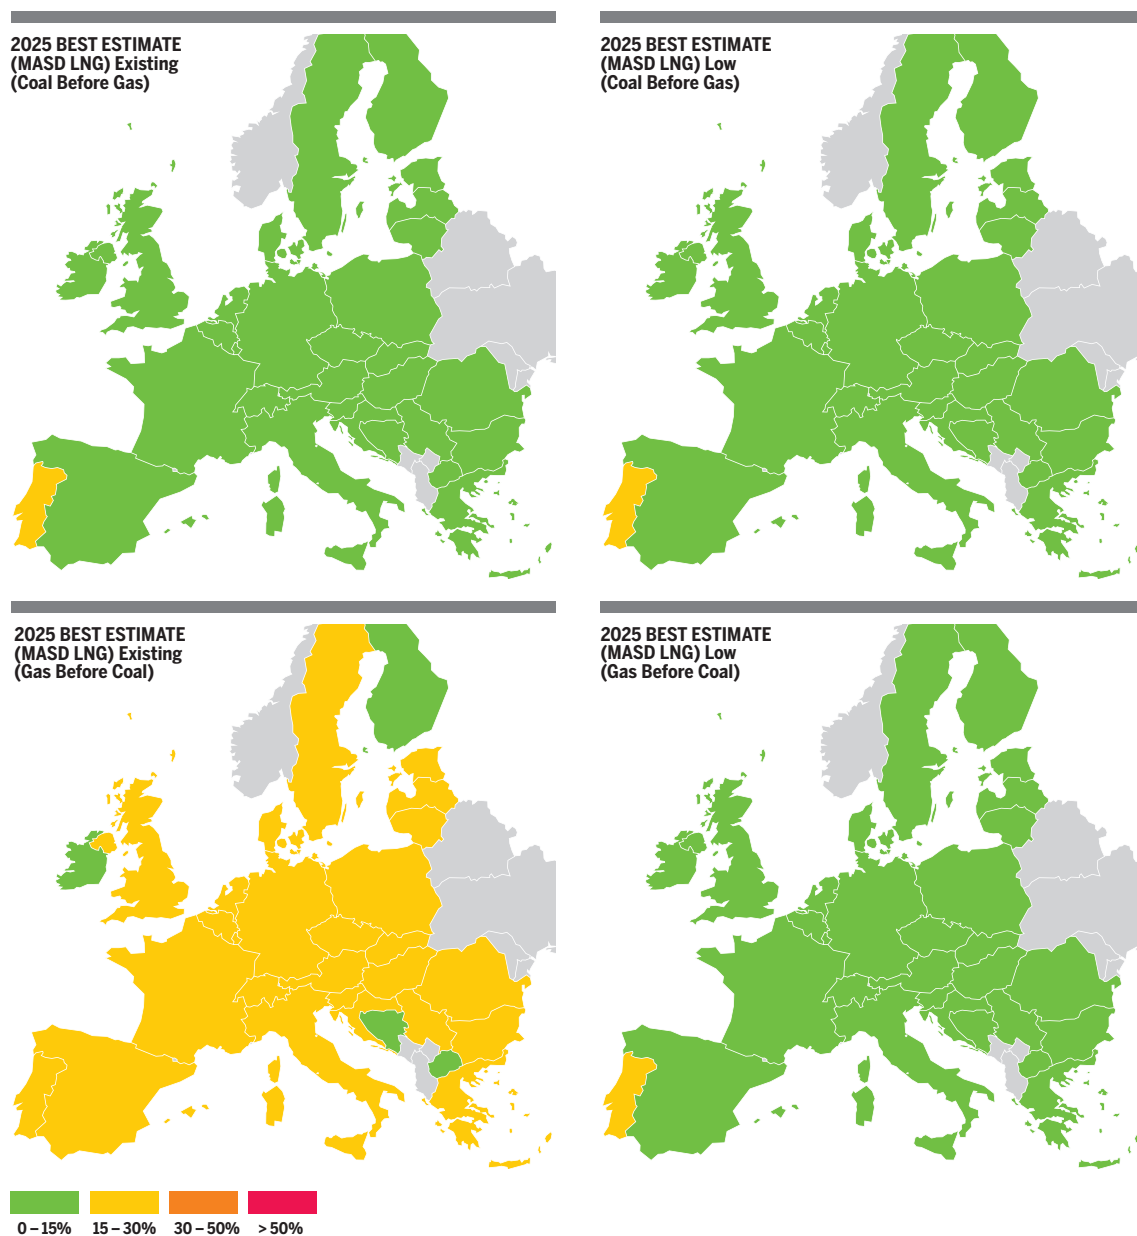 2025 BEST ESTIMATE
(MASD LNG) Existing
(Coal Before Gas)
2025 BEST ESTIMATE
(MASD LNG) Low
(Coal Before Gas)
2025 BEST ESTIMATE
(MASD LNG) Existing
(Gas Before Coal)
2025 BEST ESTIMATE
(MASD LNG) Low
(Gas Before Coal)
0 – 15%
15 – 30%
30 – 50%
> 50%